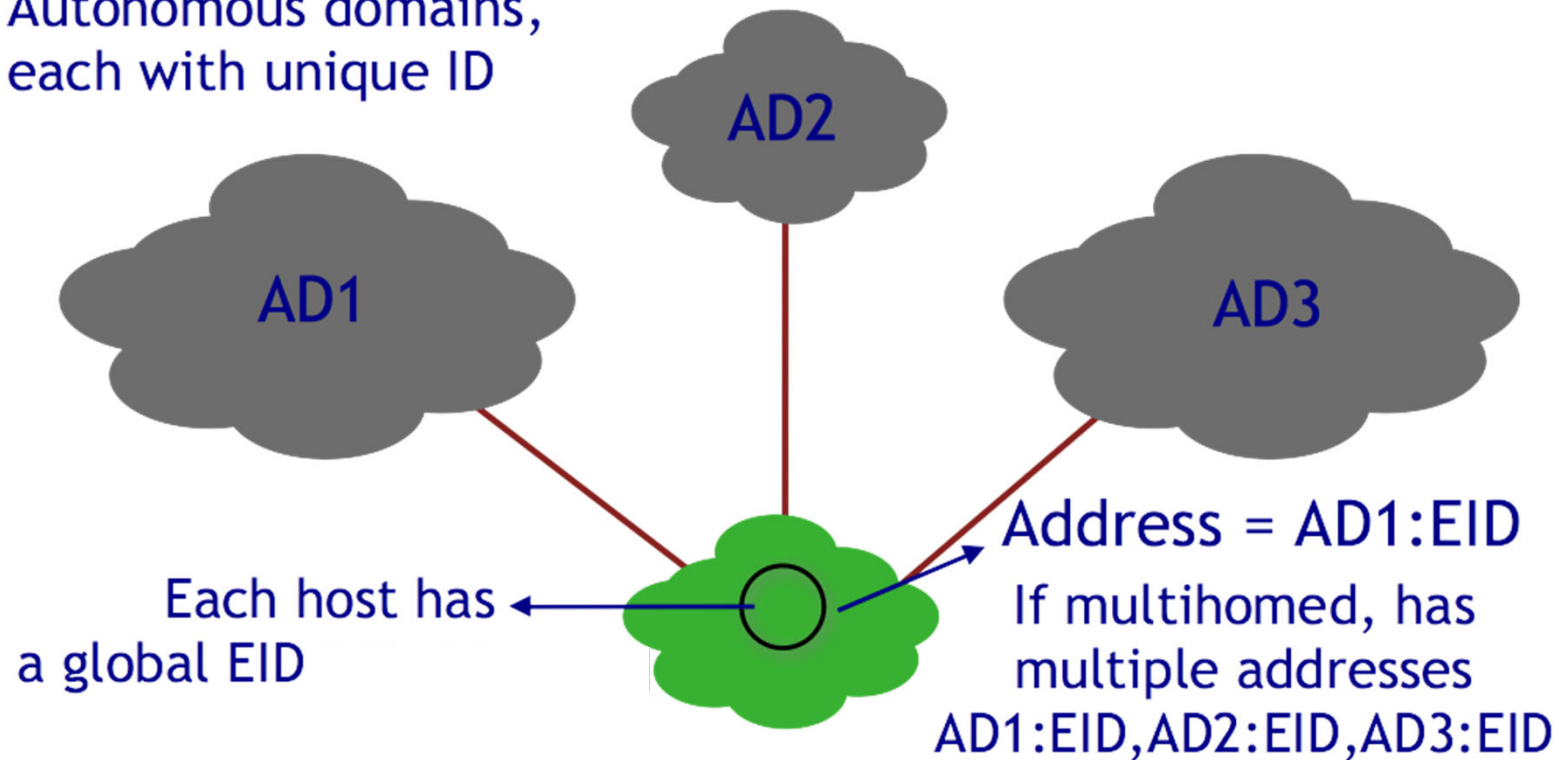 Autonomous domains,
each with unique ID
AD2
AD1
AD3
Address = AD1:EID
Each host has
a global EID
If multihomed, has
multiple addresses
AD1:EID,AD2:EID,AD3:EID